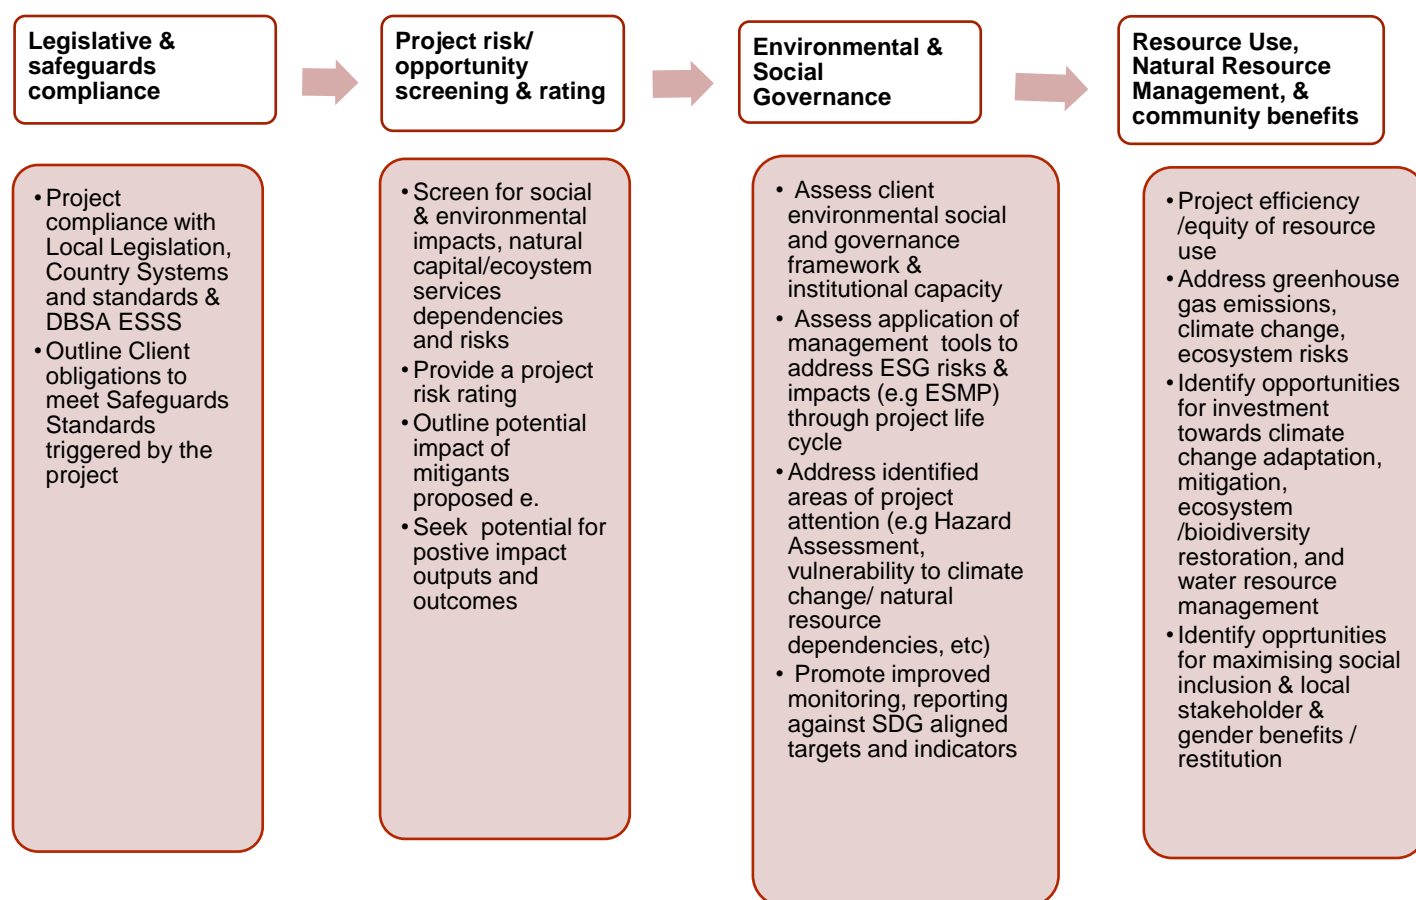 Legislative &
safeguards
compliance
Project risk/
opportunity
screening & rating
Environmental &
Social
Governance
Resource Use,
Natural Resource
Management, &
community benefits
• Project
compliance with
Local Legislation,
Country Systems
and standards &
DBSA ESSS
• Outline Client
obligations to
meet Safeguards
Standards
triggered by the
project
• Screen for social
& environmental
impacts, natural
capital/ecoystem
services
dependencies
and risks
• Provide a project
risk rating
• Outline potential
impact of
mitigants
proposed e.
• Seek potential for
postive impact
outputs and
outcomes
• Assess client
environmental social
and governance
framework &
institutional capacity
• Assess application of
management tools to
address ESG risks &
impacts (e.g ESMP)
through project life
cycle
• Address identified
areas of project
attention (e.g Hazard
Assessment,
vulnerability to climate
change/ natural
resource
dependencies, etc)
• Promote improved
monitoring, reporting
against SDG aligned
targets and indicators
• Project efficiency
/equity of resource
use
• Address greenhouse
gas emissions,
climate change,
ecosystem risks
• Identify opportunities
for investment
towards climate
change adaptation,
mitigation,
ecosystem
/bioidiversity
restoration, and
water resource
management
• Identify opprtunities
for maximising social
inclusion & local
stakeholder &
gender benefits /
restitution